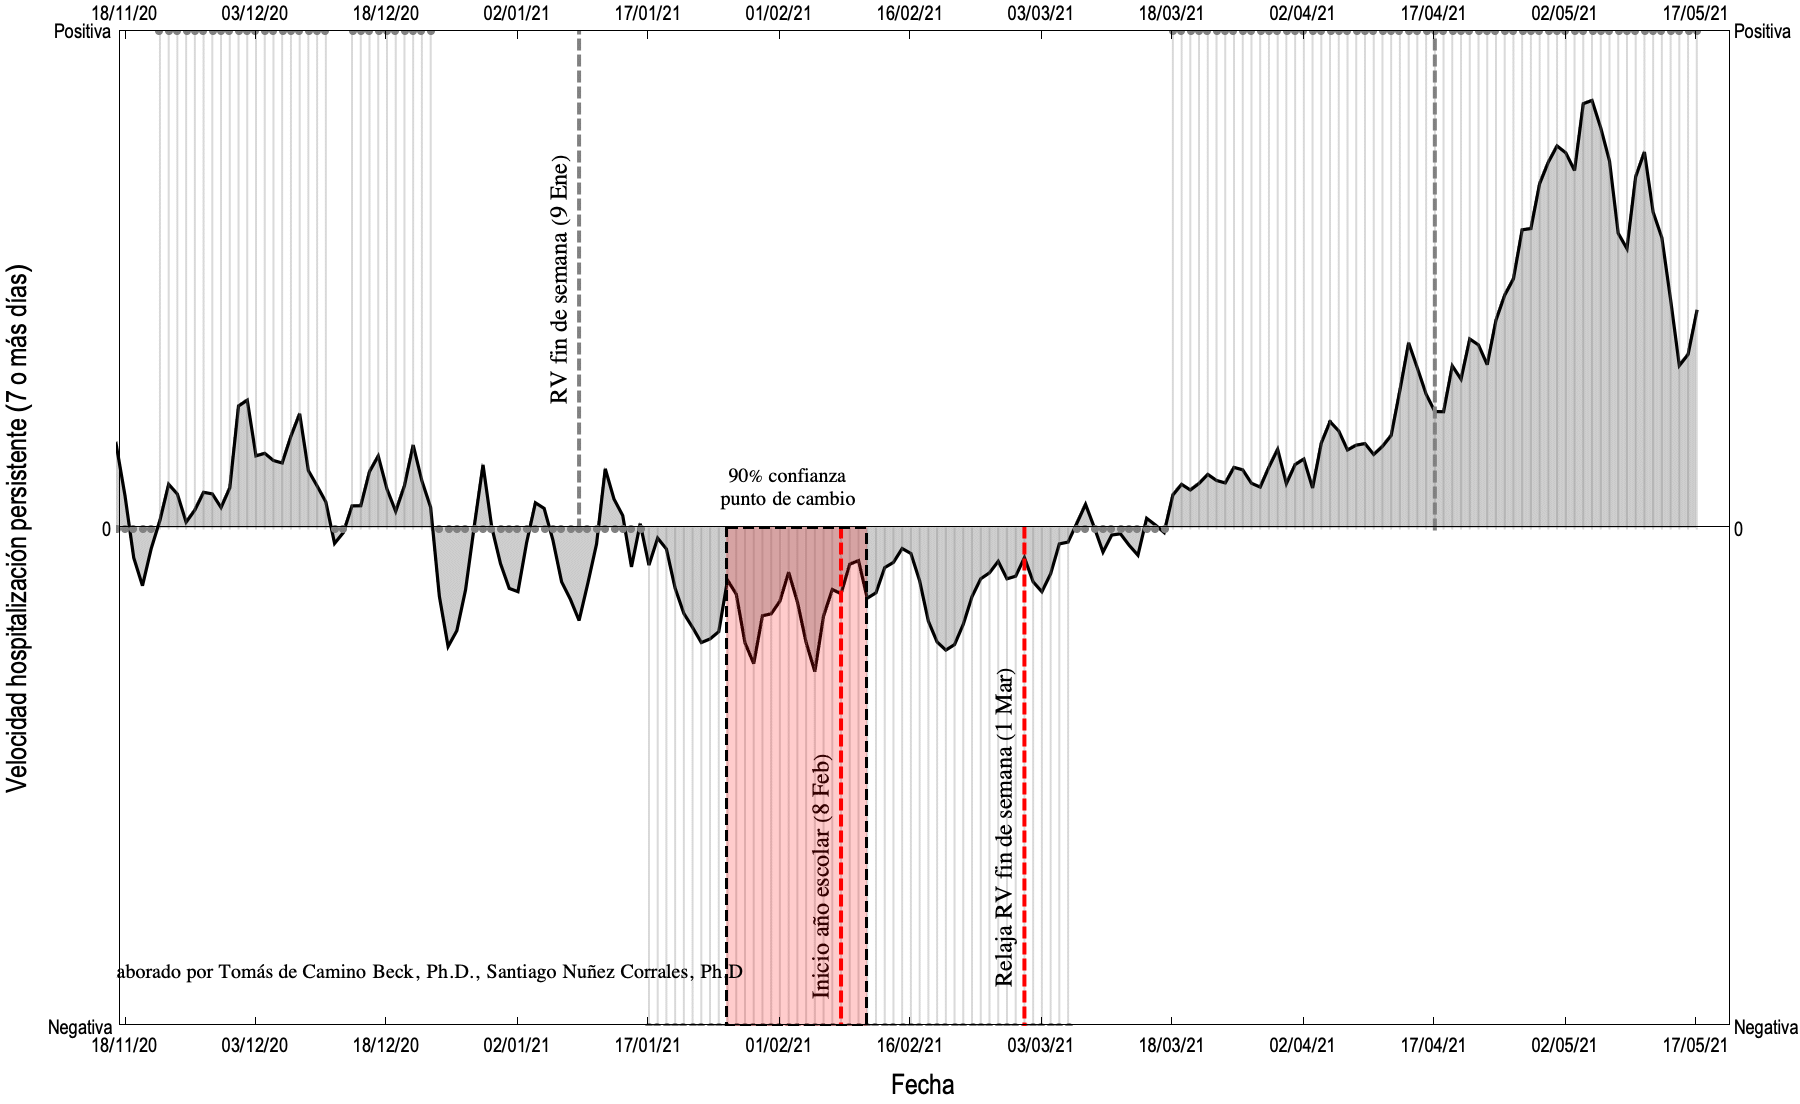 18/11/20 03/12/20 18/12/20 02/01/21 17/01/21 01/02/21 16/02/21 03/03/21 18/03/21 02/04/21 17/04/21 02/05/21 17/05/21
Positiva
Positiva
Velocidad hospitalización persistente (7 o más días)
RV fin de semana (9 Ene)
90% confianza
punto de cambio
0
0
Inicio año escolar (8 Feb)
Relaja RV fin de semana (1 Mar)
aborado por Tomás de Camino Beck, Ph.D., Santiago Nuñez Corrales, Ph.D
Negativa
Negativa
18/11/20 03/12/20 18/12/20 02/01/21 17/01/21 01/02/21 16/02/21 03/03/21 18/03/21 02/04/21 17/04/21 02/05/21 17/05/21
Fecha